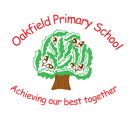 Oakfield Primary School
Achieving our best together